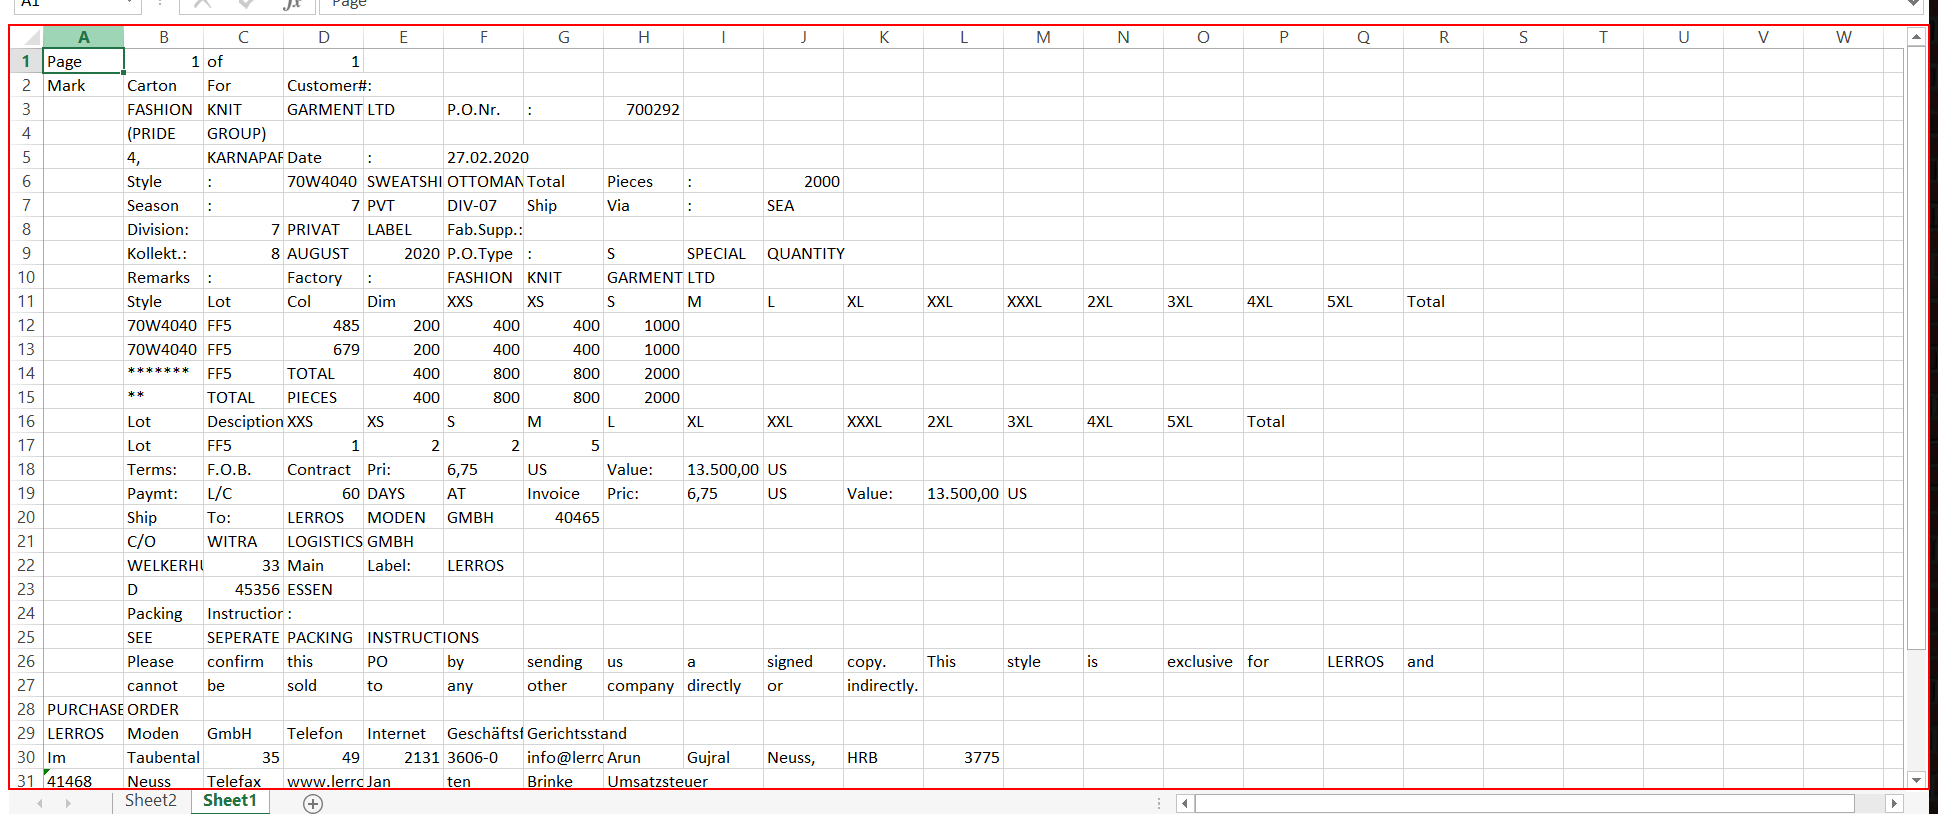 A1 Page
A B C D E F G H I J K L M N O P Q R S T U V W
1 Page 1 of 1
2 Mark Carton For Customer#:
3 FASHION KNIT GARMENT LTD P.O.Nr. : 700292
4 (PRIDE GROUP)
5 4, KARNAPAR Date : 27.02.2020
6 Style : 70W4040 SWEATSHI OTTOMAN Total Pieces : 2000
7 Season : 7 PVT DIV-07 Ship Via : SEA
8 Division: 7 PRIVAT LABEL Fab.Supp.:
9 Kollekt.: 8 AUGUST 2020 P.O.Type : S SPECIAL QUANTITY
10 Remarks : Factory : FASHION KNIT GARMENT LTD
11 Style Lot Col Dim XXS XS S M L XL XXL XXXL 2XL 3XL 4XL 5XL Total
12 70W4040 FF5 485 200 400 400 1000
13 70W4040 FF5 679 200 400 400 1000
14 ******* FF5 TOTAL 400 800 800 2000
15 ** TOTAL PIECES 400 800 800 2000
16 Lot Desciption XXS XS S M L XL XXL XXXL 2XL 3XL 4XL 5XL Total
17 Lot FF5 1 2 2 5
18 Terms: F.O.B. Contract Pri: 6,75 US Value: 13.500,00 US
19 Paymt: L/C 60 DAYS AT Invoice Pric: 6,75 US Value: 13.500,00 US
20 Ship To: LERROS MODEN GMBH 40465
21 C/O WITRA LOGISTICS GMBH
22 WELKERHU 33 Main Label: LERROS
23 D 45356 ESSEN
24 Packing Instruction :
25 SEE SEPERATE PACKING INSTRUCTIONS
26 Please confirm this PO by sending us a signed copy. This style is exclusive for LERROS and
27 cannot be sold to any other company directly or indirectly.
28 PURCHASE ORDER
29 LERROS Moden GmbH Telefon Internet Geschäftsf Gerichtsstand
30 Im Taubental 35 49 2131 3606-0 info@lerro Arun Gujral Neuss, HRB 3775
31 41468 Neuss Telefax www.lerro Jan ten Brinke Umsatzsteuer
Sheet2 Sheet1